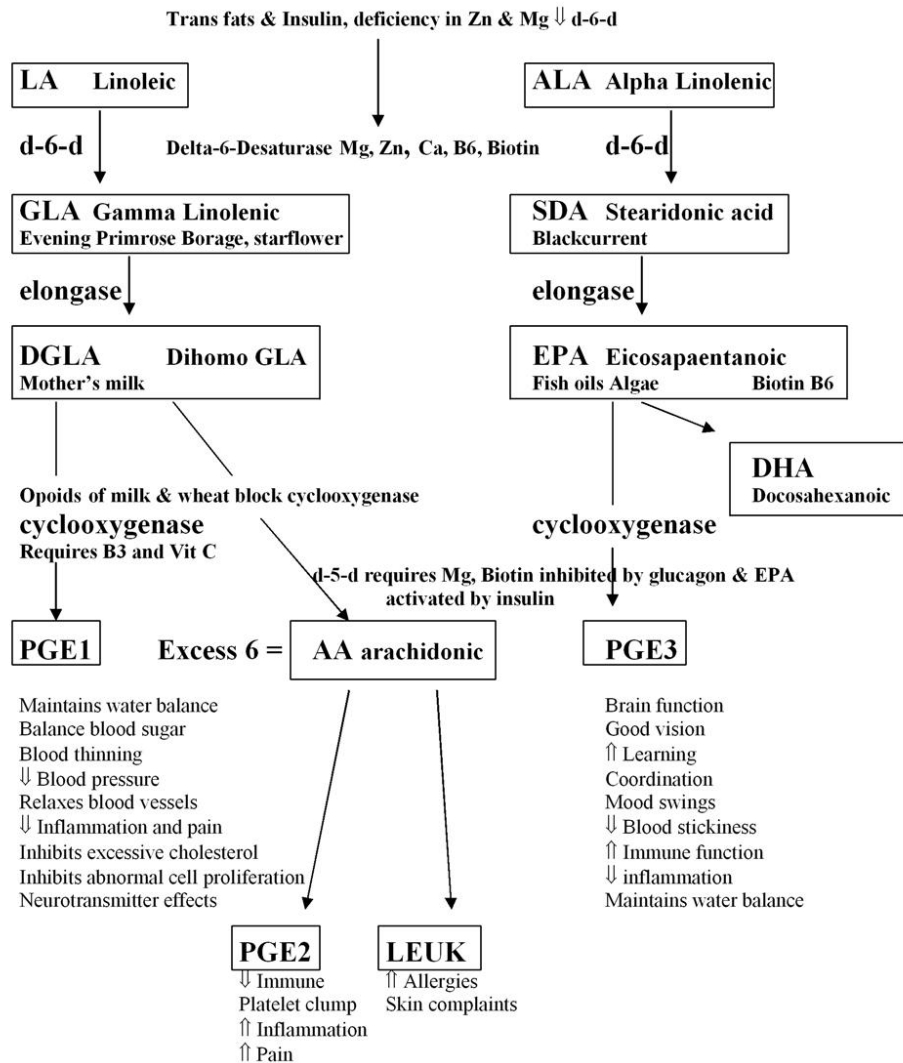 Trans fats & Insulin, deficiency in Zn & Mg ⇓ d-6-d
LA Linoleic
ALA Alpha Linolenic
d-6-d
Delta-6-Desaturase Mg, Zn, Ca, B6, Biotin
d-6-d
GLA Gamma Linolenic
Evening Primrose Borage, starflower
SDA Stearidonic acid
Blackcurrent
elongase
elongase
DGLA Dihomo GLA
Mother's milk
EPA Eicosapaentanoic
Fish oils Algae Biotin B6
DHA
Docosahexanoic
Opoids of milk & wheat block cyclooxygenase
cyclooxygenase
Requires B3 and Vit C
cyclooxygenase
d-5-d requires Mg, Biotin inhibited by glucagon & EPA
activated by insulin
PGE1
Excess 6 =
AA arachidonic
PGE3
Maintains water balance
Balance blood sugar
Blood thinning
⇓ Blood pressure
Relaxes blood vessels
⇓ Inflammation and pain
Inhibits excessive cholesterol
Inhibits abnormal cell proliferation
Neurotransmitter effects
Brain function
Good vision
⇑ Learning
Coordination
Mood swings
⇓ Blood stickiness
⇑ Immune function
⇓ inflammation
Maintains water balance
PGE2
⇓ Immune
Platelet clump
⇑ Inflammation
⇑ Pain
LEUK
⇑ Allergies
Skin complaints